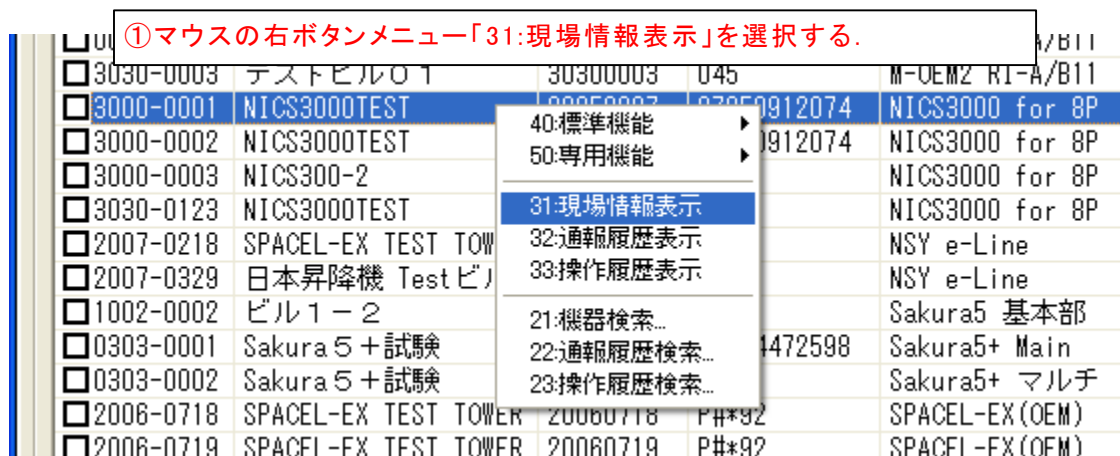 ①マウスの右ボタンメニュー「31:現場情報表示」を選択する.
A/B11
3030-0003 テストビル01 30300003 045 M-OEM2 RI-A/B11
3000-0001 NICS3000TEST 0912074 NICS3000 for 8P
3000-0002 NICS3000TEST 0912074 NICS3000 for 8P
3000-0003 NICS300-2 NICS3000 for 8P
3030-0123 NICS3000TEST NICS3000 for 8P
2007-0218 SPACEL-EX TEST TOW NSY e-Line
2007-0329 日本昇降機 Testビル NSY e-Line
1002-0002 ビル1-2 Sakura5 基本部
0303-0001 Sakura5+試験 4472598 Sakura5+ Main
0303-0002 Sakura5+試験 Sakura5+ マルチ
2006-0718 SPACEL-EX TEST TOWER 20060718 P#*92 SPACEL-EX(OEM)
2006-0719 SPACEL-EX TEST TOWER 20060719 P#*92 SPACEL-EX(OEM)
40:標準機能
50:専用機能
31:現場情報表示
32:通報履歴表示
33:操作履歴表示
21:機器検索...
22:通報履歴検索...
23:操作履歴検索...